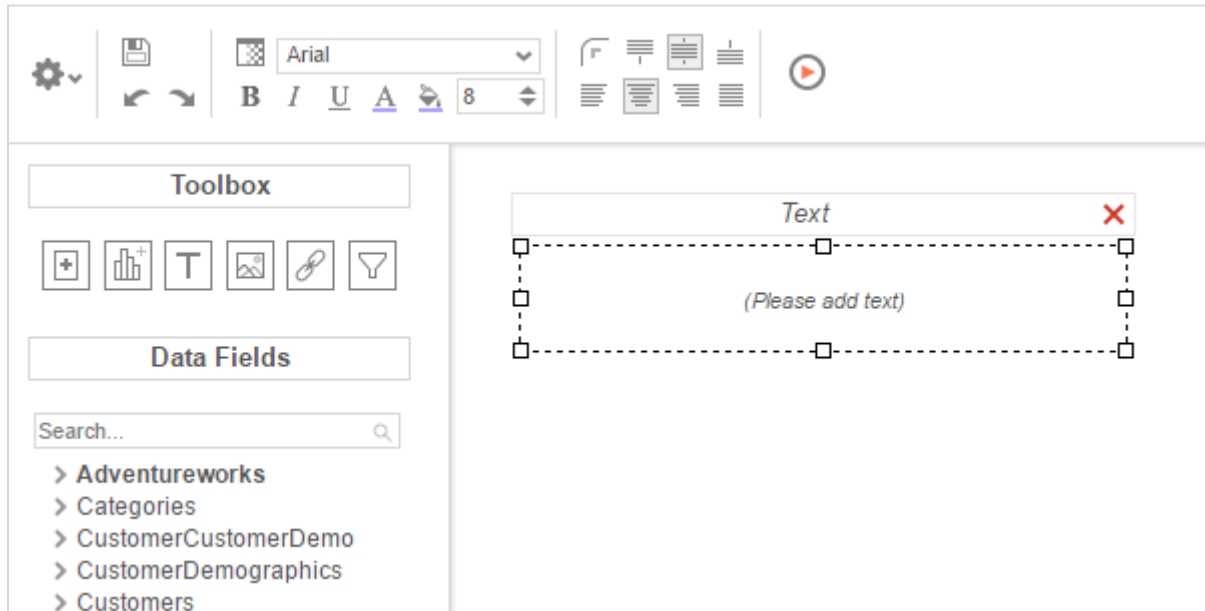 Arial
B I U A 8
Toolbox
T
Data Fields
Search...
Adventureworks
Categories
CustomerCustomerDemo
CustomerDemographics
Customers
Text
(Please add text)